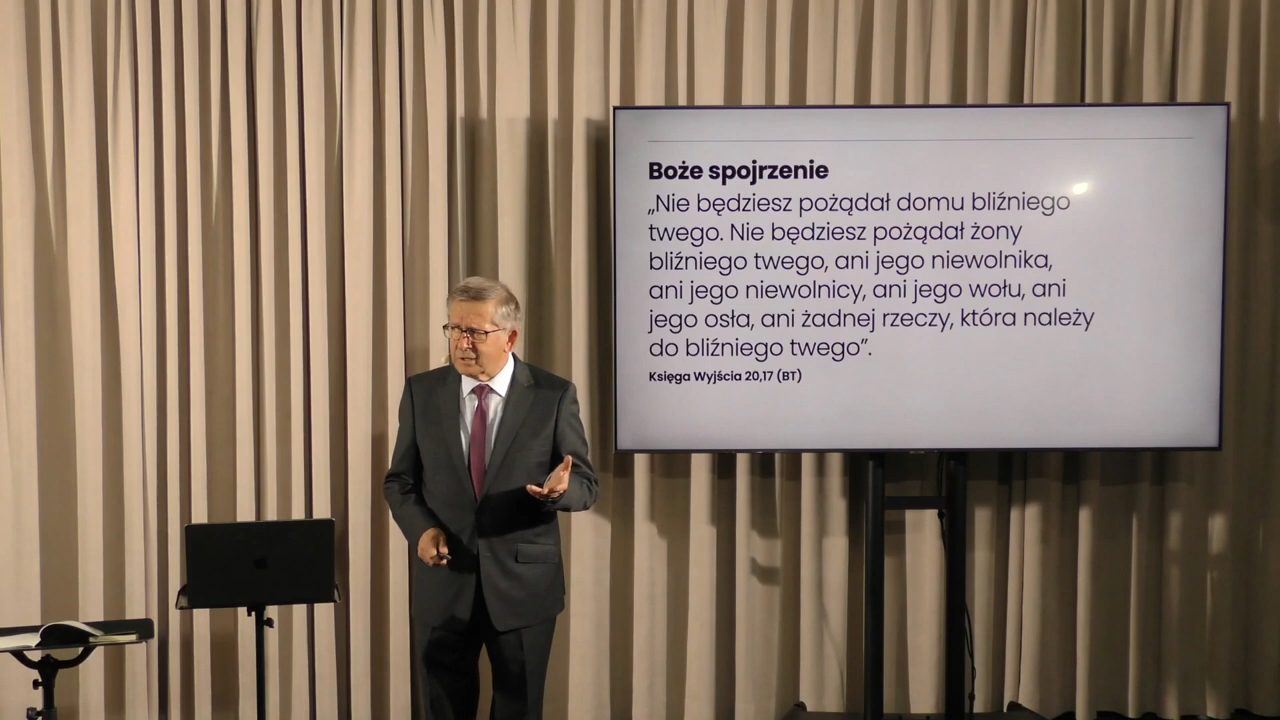 Boże spojrzenie
„Nie będziesz pożądał domu bliźniego
twego. Nie będziesz pożądał żony
bliźniego twego, ani jego niewolnika,
ani jego niewolnicy, ani jego wołu, ani
jego osła, ani żadnej rzeczy, która należy
do bliźniego twego”.
Księga Wyjścia 20,17 (BT)